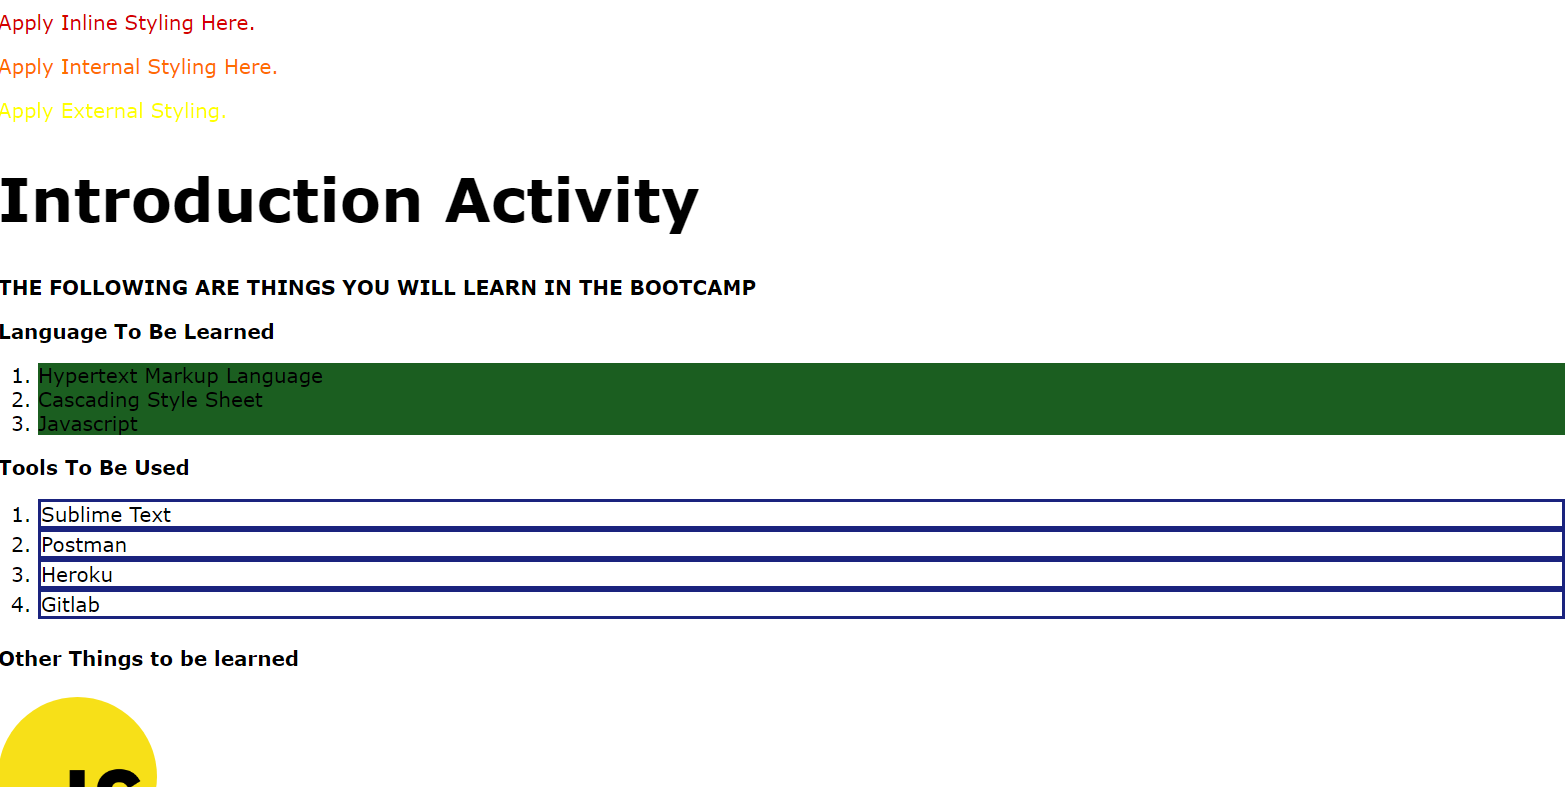 Apply Inline Styling Here.
Apply Internal Styling Here.
Apply External Styling.
Introduction Activity
THE FOLLOWING ARE THINGS YOU WILL LEARN IN THE BOOTCAMP
Language To Be Learned
1. Hypertext Markup Language
2. Cascading Style Sheet
3. Javascript
Tools To Be Used
1. Sublime Text
2. Postman
3. Heroku
4. Gitlab
Other Things to be learned
JS